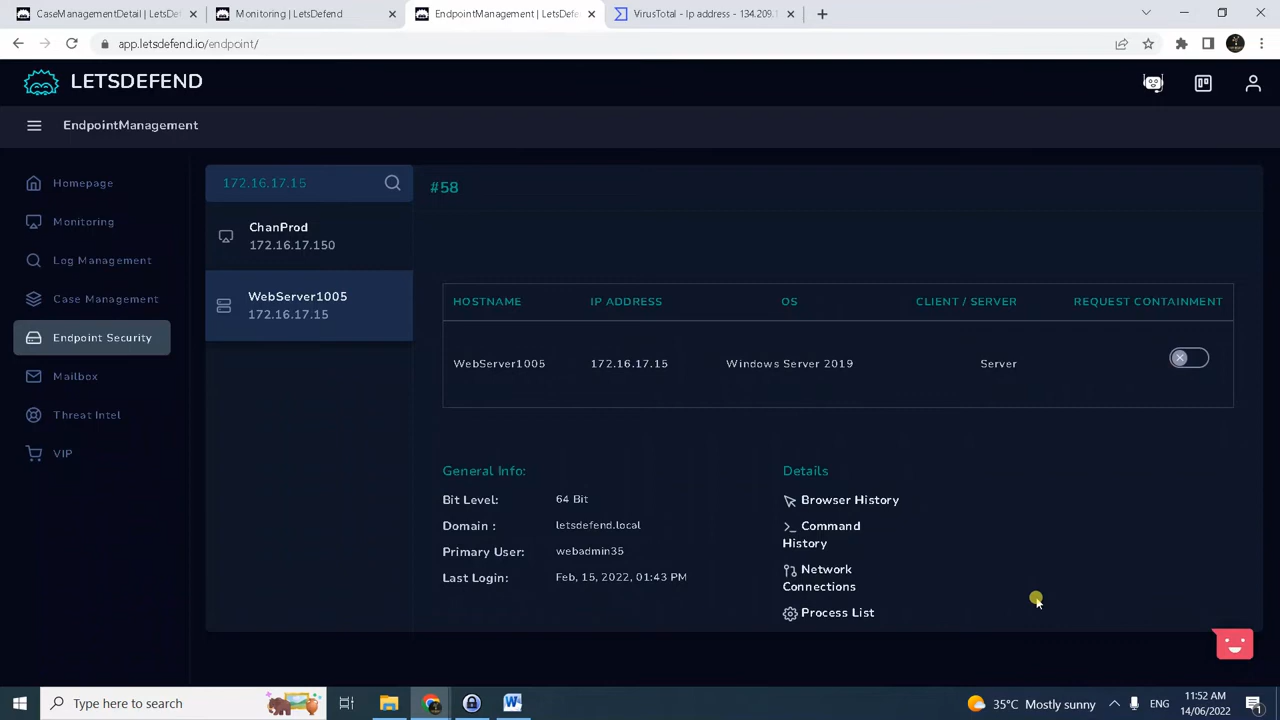 CaseManagementDetail | LetsDef
Monitoring | LetsDefend
EndpointManagement | LetsDefen
VirusTotal - Ip address - 134.209.1
app.letsdefend.io/endpoint/
LETSDEFEND
EndpointManagement
Homepage
Monitoring
Log Management
Case Management
Endpoint Security
Mailbox
Threat Intel
VIP
172.16.17.15
ChanProd
172.16.17.150
WebServer1005
172.16.17.15
#58
HOSTNAME IP ADDRESS OS CLIENT / SERVER REQUEST CONTAINMENT
WebServer1005 172.16.17.15 Windows Server 2019 Server
General Info:
Bit Level: 64 Bit
Domain : letsdefend.local
Primary User: webadmin35
Last Login: Feb, 15, 2022, 01:43 PM
Details
Browser History
Command
History
Network
Connections
Process List
Type here to search
35°C Mostly sunny
ENG
11:52 AM
14/06/2022
1